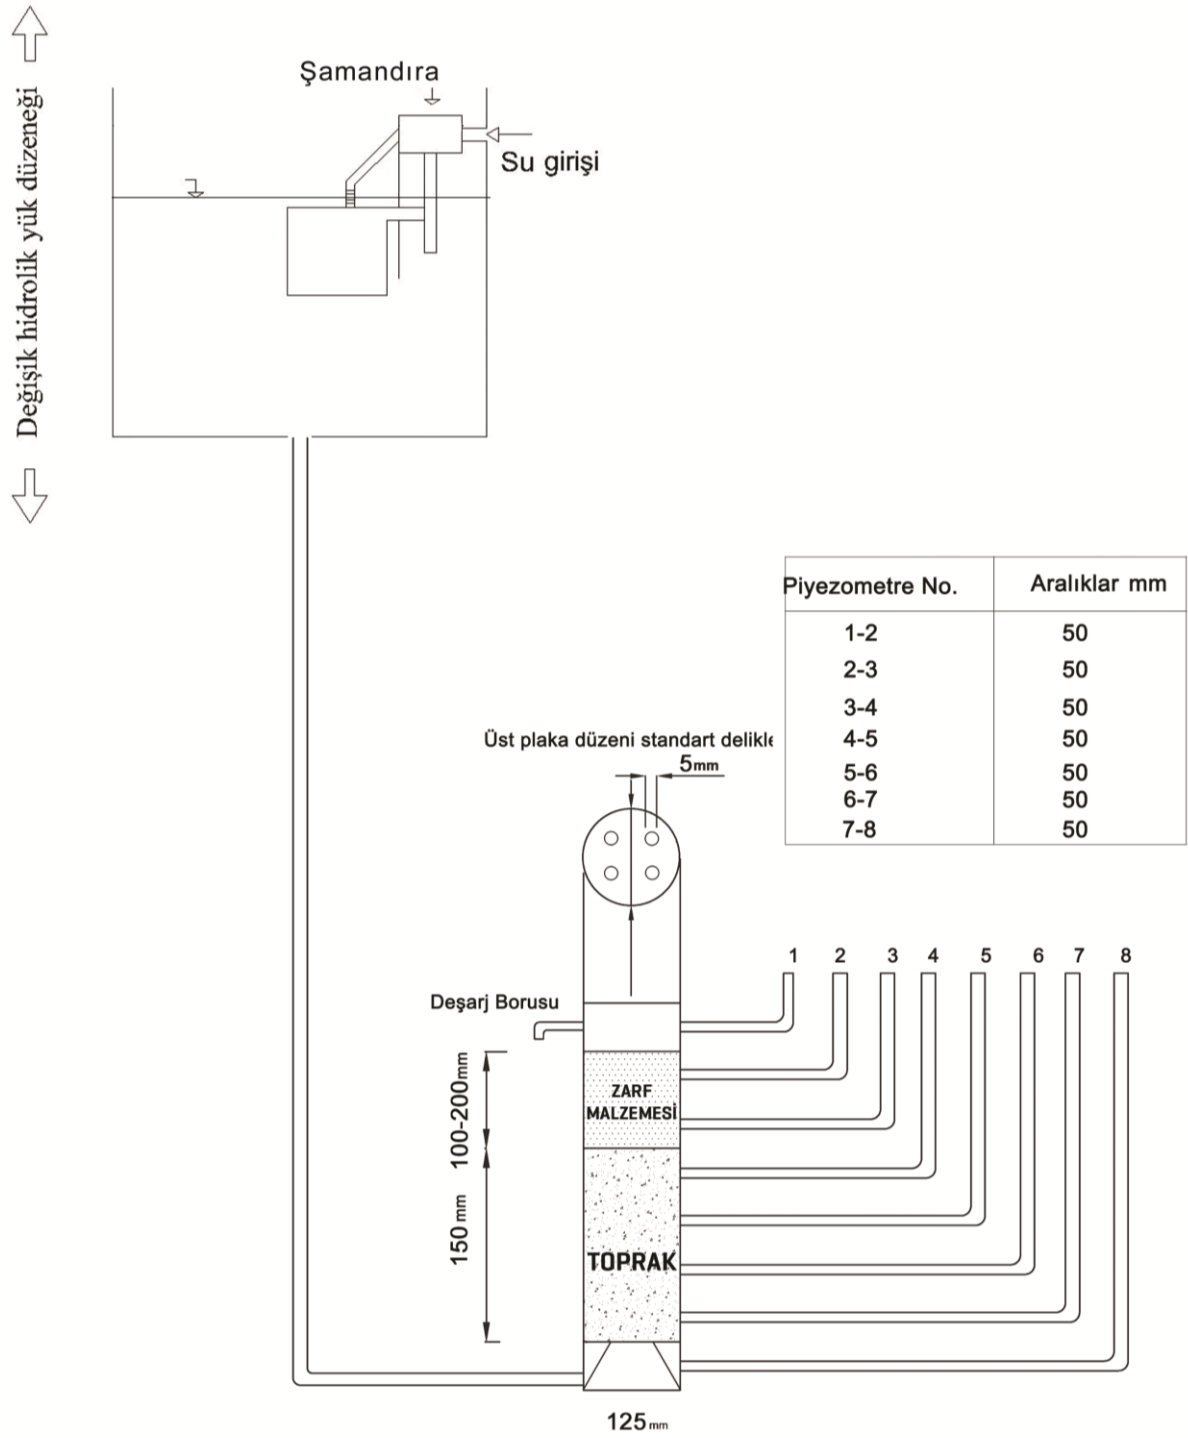 Değişik hidrolik yük düzeneği
Şamandıra
Su girişi
Piyezometre No. Aralıklar mm
1-2 50
2-3 50
3-4 50
4-5 50
5-6 50
6-7 50
7-8 50
Üst plaka düzeni standart delikle
5mm
1 2 3 4 5 6 7 8
Deşarj Borusu
100-200mm
ZARF
MALZEMESİ
150mm
TOPRAK
125mm